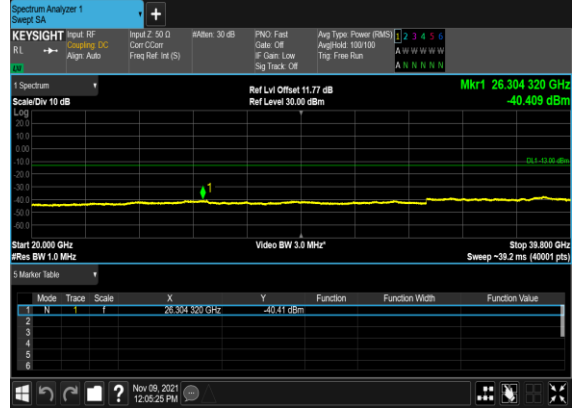 Spectrum Analyzer 1
Swept SA
KEYSIGHT Input: RF Input Z: 50 Ω #Atten: 30 dB PNO: Fast Avg Type: Power (RMS) 1 2 3 4 5 6
RL Coupling: DC Corr CCorr Gate: Off Avg|Hold: 100/100 A W W W W W
Align: Auto Freq Ref: Int (S) IF Gain: Low Trig: Free Run
Sig Track: Off A N N N N N
1 Spectrum Ref Lvl Offset 11.77 dB Mkr1 26.304 320 GHz
Scale/Div 10 dB Ref Level 30.00 dBm -40.409 dBm
Log
20.0
10.0
0.00
-10.0 DL1 -13.00 dBm
-20.0
-30.0 1
-40.0
-50.0
-60.0
Start 20.000 GHz Video BW 3.0 MHz* Stop 39.800 GHz
#Res BW 1.0 MHz Sweep ~39.2 ms (40001 pts)
5 Marker Table
Mode Trace Scale X Y Function Function Width Function Value
1 N 1 f 26.304 320 GHz -40.41 dBm
2
3
4
5
6
? Nov 09, 2021
12:05:25 PM